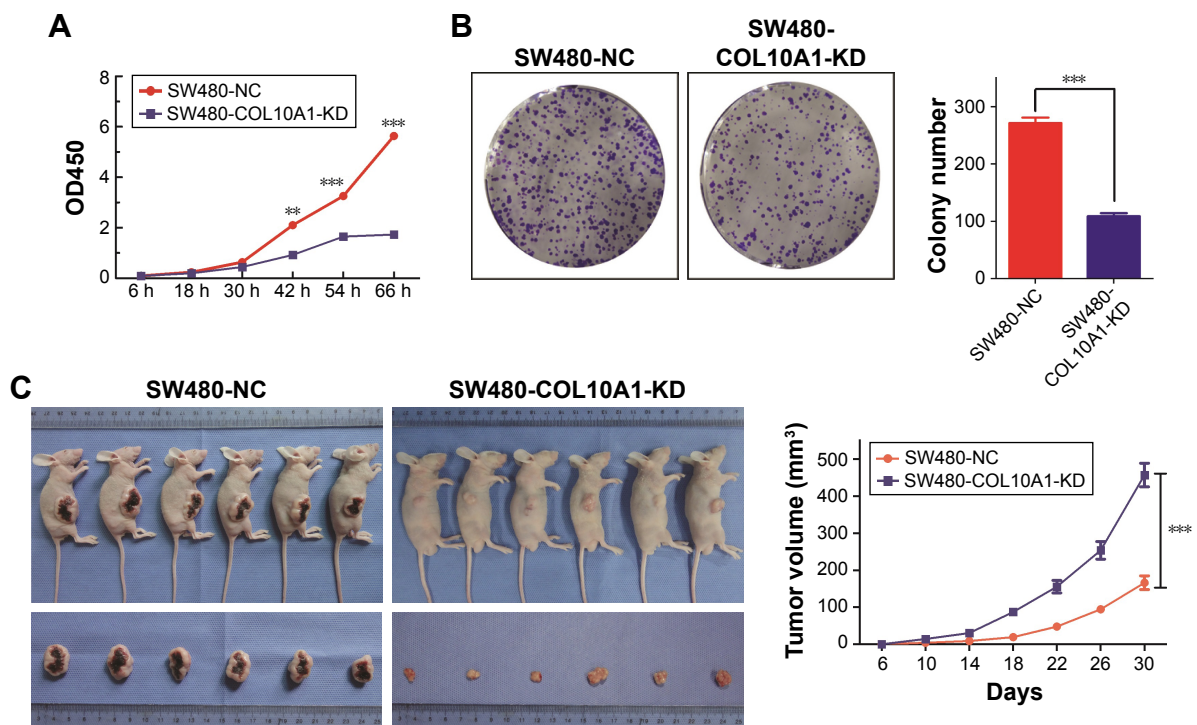 A
SW480-NC
SW480-COL10A1-KD
OD450
8
6
4
2
0
6 h 18 h 30 h 42 h 54 h 66 h
**
***
***
B
SW480-NC
SW480-
COL10A1-KD
Colony number
300
200
100
0
***
SW480-NC
SW480-
COL10A1-KD
C
SW480-NC
SW480-COL10A1-KD
Tumor volume (mm³)
500
400
300
200
100
0
SW480-NC
SW480-COL10A1-KD
***
6 10 14 18 22 26 30
Days